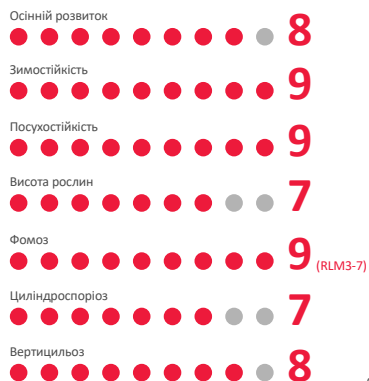 Осінній розвиток
8
Зимостійкість
9
Посухостійкість
9
Висота рослин
7
Фомоз
9 (RLM3-7)
Циліндроспоріоз
7
Вертицильоз
8